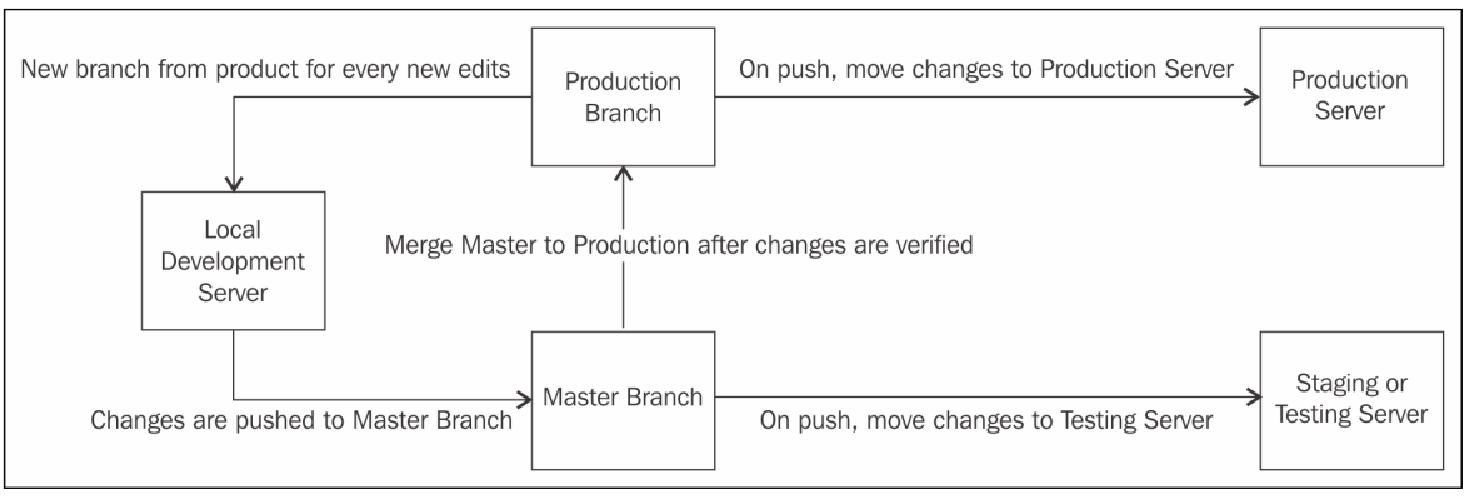 New branch from product for every new edits
Production
Branch
On push, move changes to Production Server
Production
Server
Local
Development
Server
Merge Master to Production after changes are verified
Changes are pushed to Master Branch
Master Branch
On push, move changes to Testing Server
Staging or
Testing Server